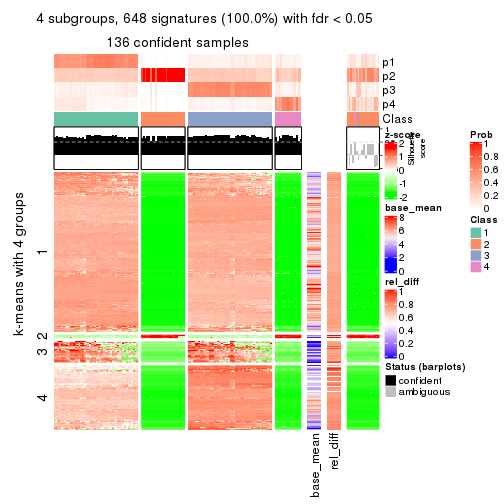 4 subgroups, 648 signatures (100.0%) with fdr < 0.05
136 confident samples
p1
p2
p3
p4
Class
1
Silhouette
score
z-score
2
1
0
-1
-2
base_mean
8
6
4
2
0
rel_diff
1
0.8
0.6
0.4
0.2
0
Status (barplots)
confident
ambiguous
Prob
1
0.8
0.6
0.4
0.2
0
Class
1
2
3
4
k-means with 4 groups
1
2
3
4
base_mean
rel_diff